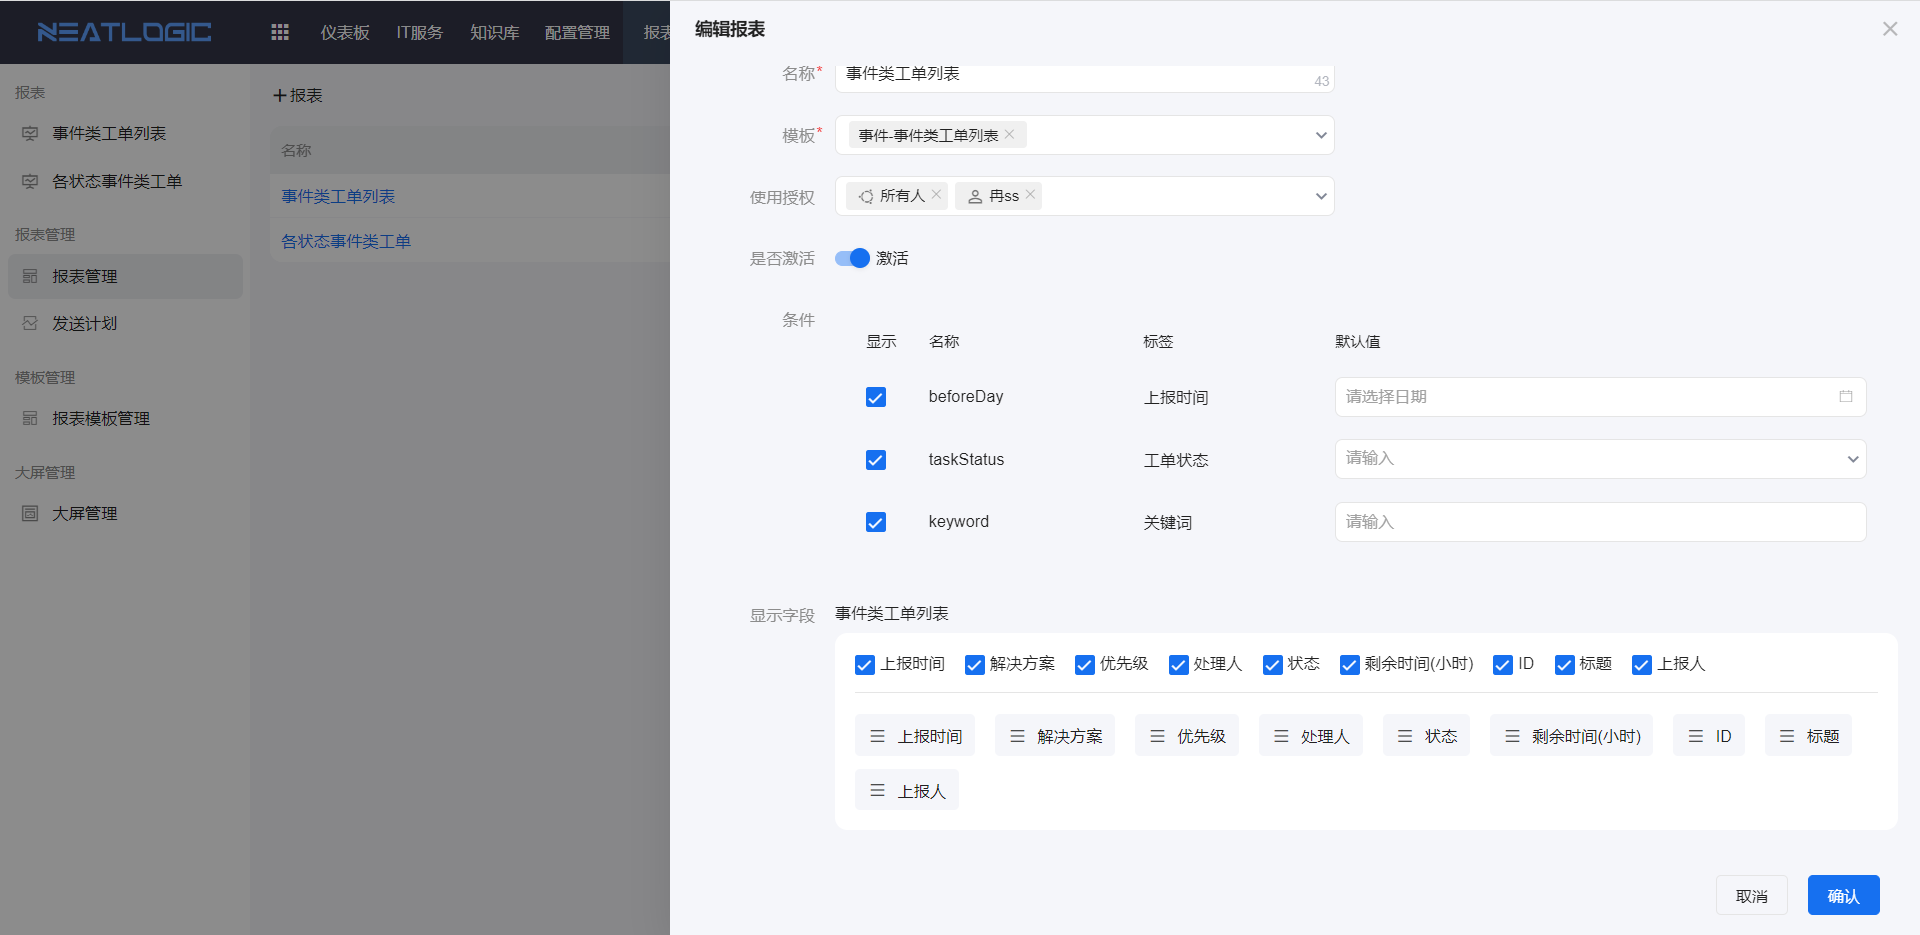 NEATLOGIC
仪表板
IT服务
知识库
配置管理
报表
报表
事件类工单列表
各状态事件类工单
报表管理
报表管理
发送计划
模板管理
报表模板管理
大屏管理
大屏管理
报表
名称
事件类工单列表
各状态事件类工单
编辑报表
名称* 事件类工单列表 43
模板* 事件-事件类工单列表
使用授权 所有人 冉ss
是否激活 激活
条件
显示 名称 标签 默认值
beforeDay 上报时间 请选择日期
taskStatus 工单状态 请输入
keyword 关键词 请输入
显示字段 事件类工单列表
上报时间 解决方案 优先级 处理人 状态 剩余时间(小时) ID 标题 上报人
上报时间 解决方案 优先级 处理人 状态 剩余时间(小时) ID 标题
上报人
取消 确认